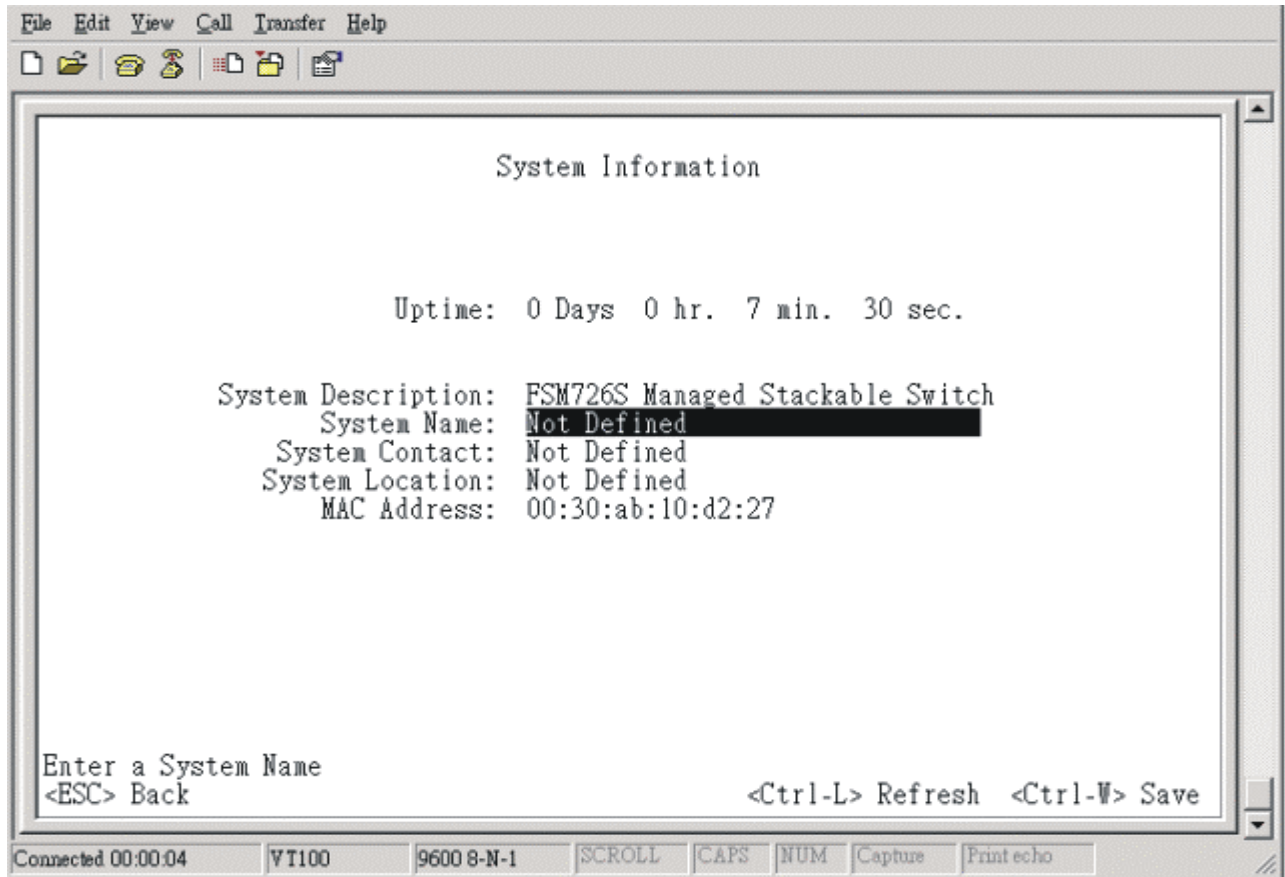 File Edit View Call Transfer Help
System Information
Uptime: 0 Days 0 hr. 7 min. 30 sec.
System Description: FSM726S Managed Stackable Switch
System Name: Not Defined
System Contact: Not Defined
System Location: Not Defined
MAC Address: 00:30:ab:10:d2:27
Enter a System Name
<ESC> Back <Ctrl-L> Refresh <Ctrl-W> Save
Connected 00:00:04 VT100 9600 8-N-1 SCROLL CAPS NUM Capture Print echo